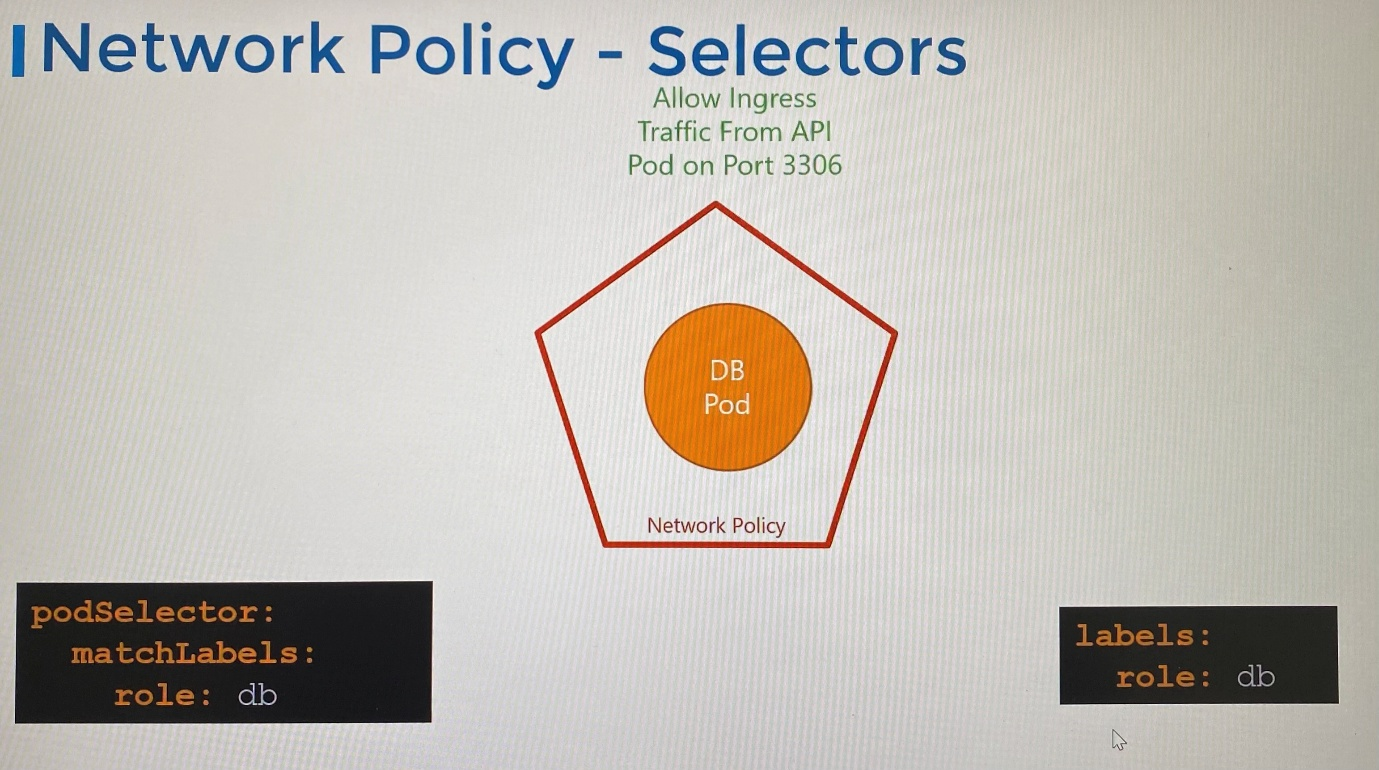 Network Policy - Selectors
Allow Ingress
Traffic From API
Pod on Port 3306
DB
Pod
Network Policy
podSelector:
  matchLabels:
    role: db
labels:
  role: db